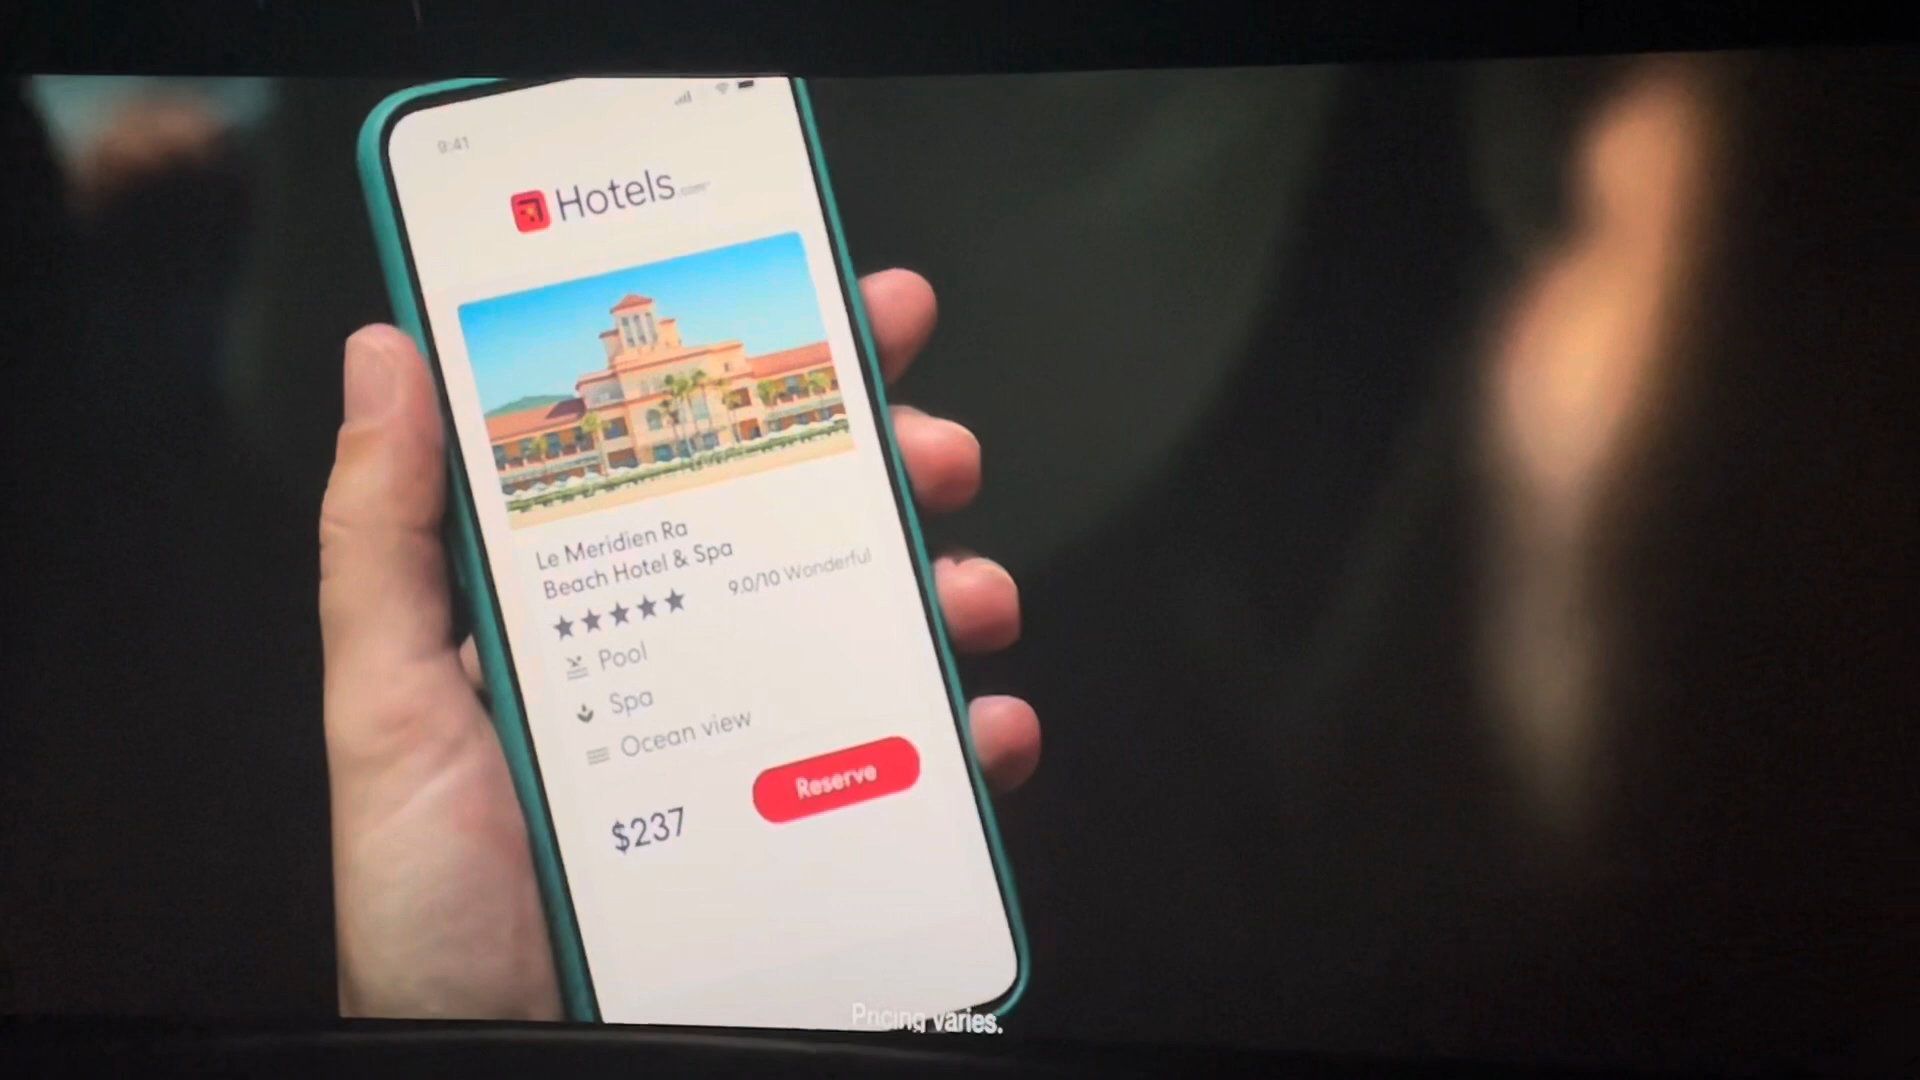 9:41
Hotels.com
Le Meridien Ra
Beach Hotel & Spa
9.0/10 Wonderful
Pool
Spa
Ocean view
$237
Reserve
Pricing varies.